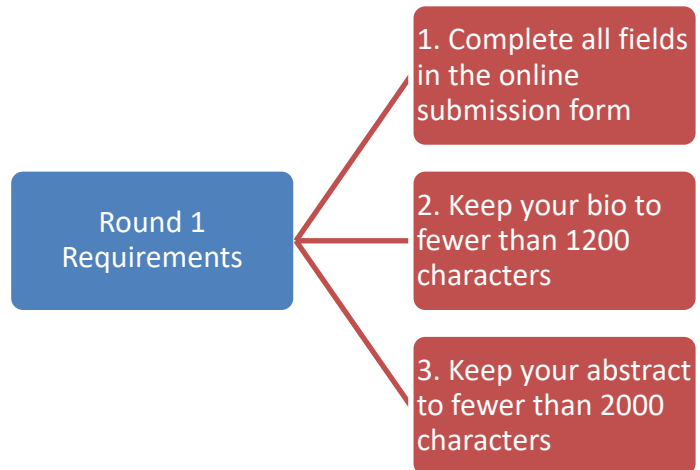 Round 1
Requirements
1. Complete all fields
in the online
submission form
2. Keep your bio to
fewer than 1200
characters
3. Keep your abstract
to fewer than 2000
characters